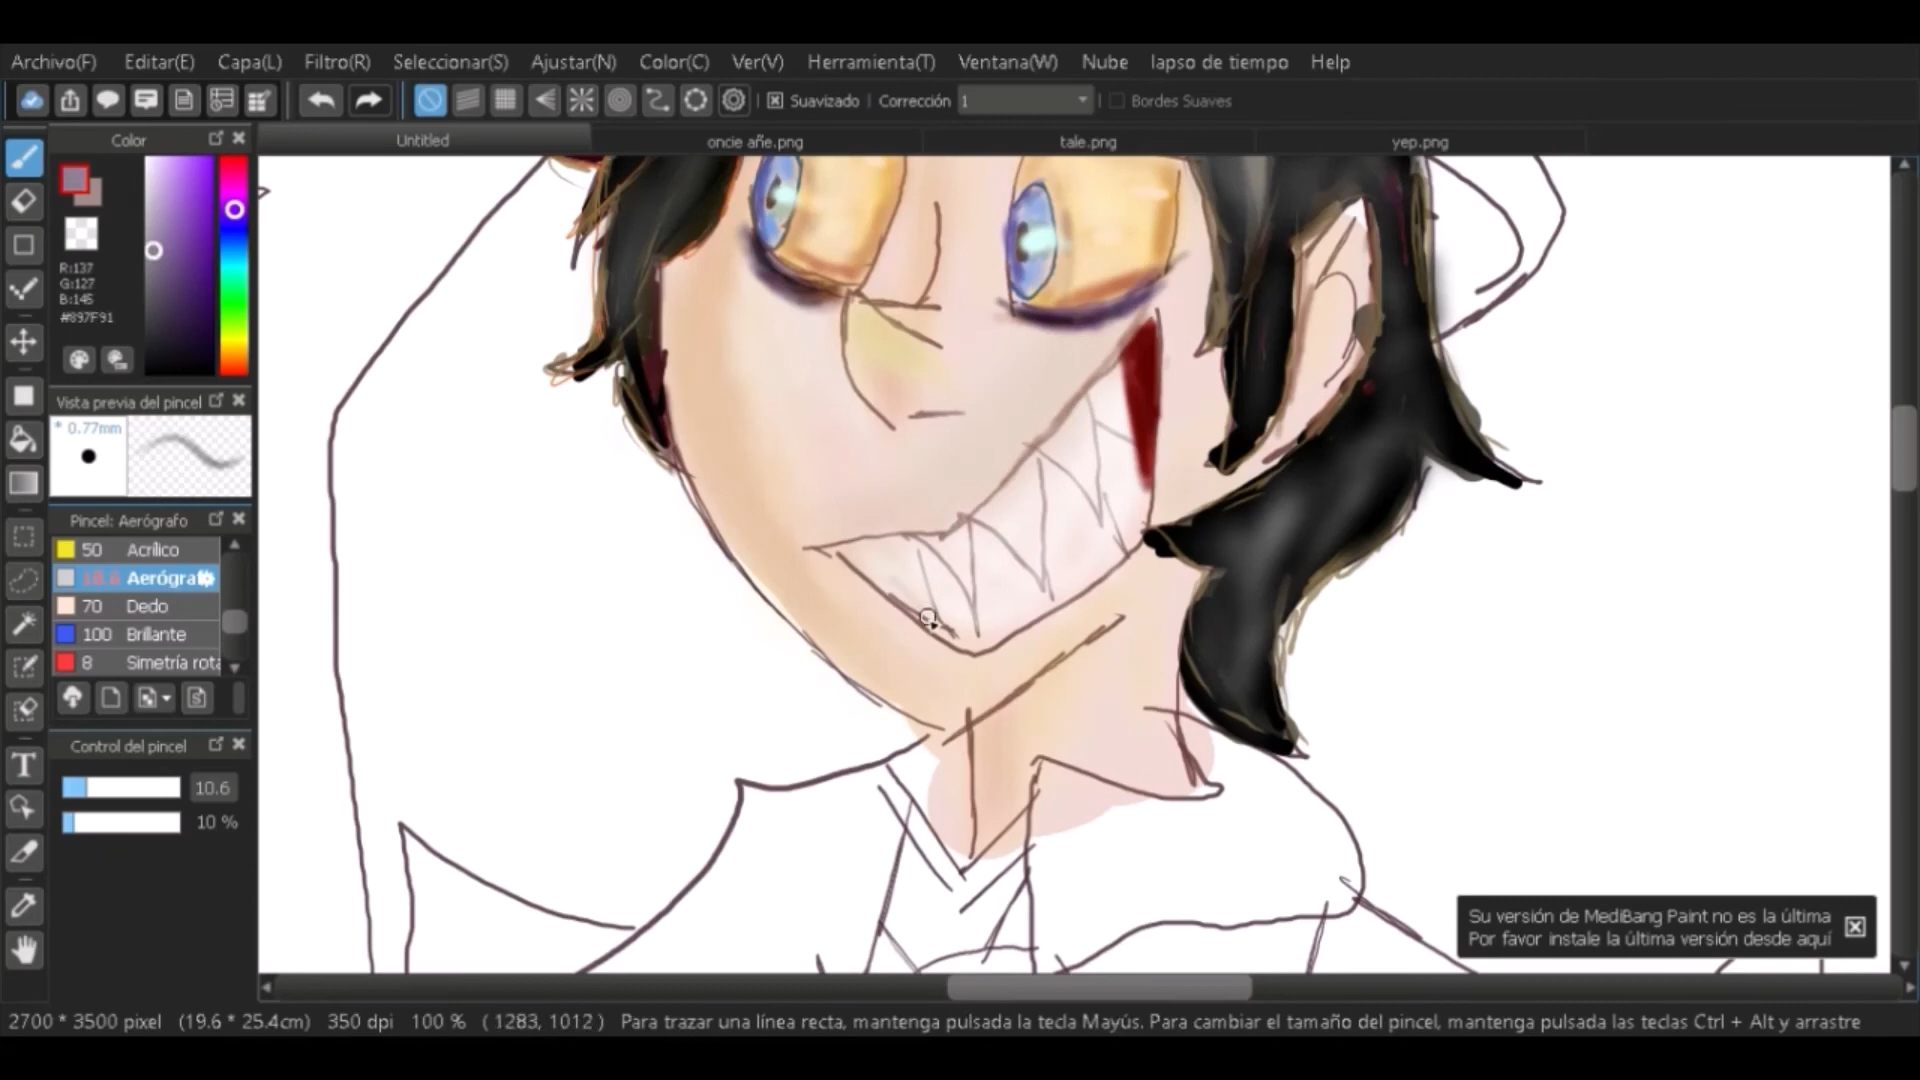 Archivo(F) Editar(E) Capa(L) Filtro(R) Seleccionar(S) Ajustar(N) Color(C) Ver(V) Herramienta(T) Ventana(W) Nube lapso de tiempo Help
Suavizado Corrección 1 Bordes Suaves
Color
Untitled oncie añe.png tale.png yep.png
R:137
G:127
B:145
#897F91
Vista previa del pincel
* 0.77mm
Pincel: Aerógrafo
50 Acrílico
10.6 Aerógra
70 Dedo
100 Brillante
8 Simetría rota
Control del pincel
10.6
10 %
Su versión de MediBang Paint no es la última
Por favor instale la última versión desde aquí
2700 * 3500 pixel (19.6 * 25.4cm) 350 dpi 100 % ( 1283, 1012 ) Para trazar una línea recta, mantenga pulsada la tecla Mayús. Para cambiar el tamaño del pincel, mantenga pulsada las teclas Ctrl + Alt y arrastre